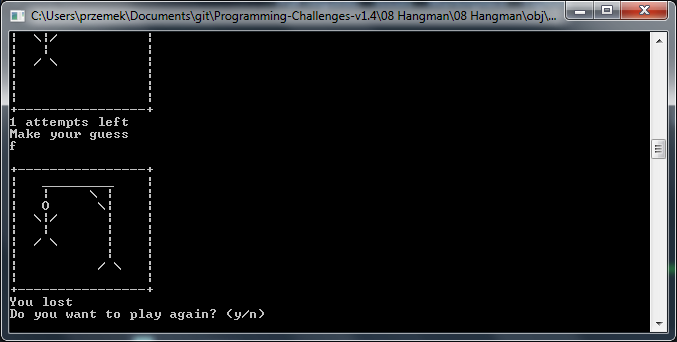 C:\Users\przemek\Documents\git\Programming-Challenges-v1.4\08 Hangman\08 Hangman\obj\...
1 attempts left
Make your guess
f
O
You lost
Do you want to play again? (y/n)